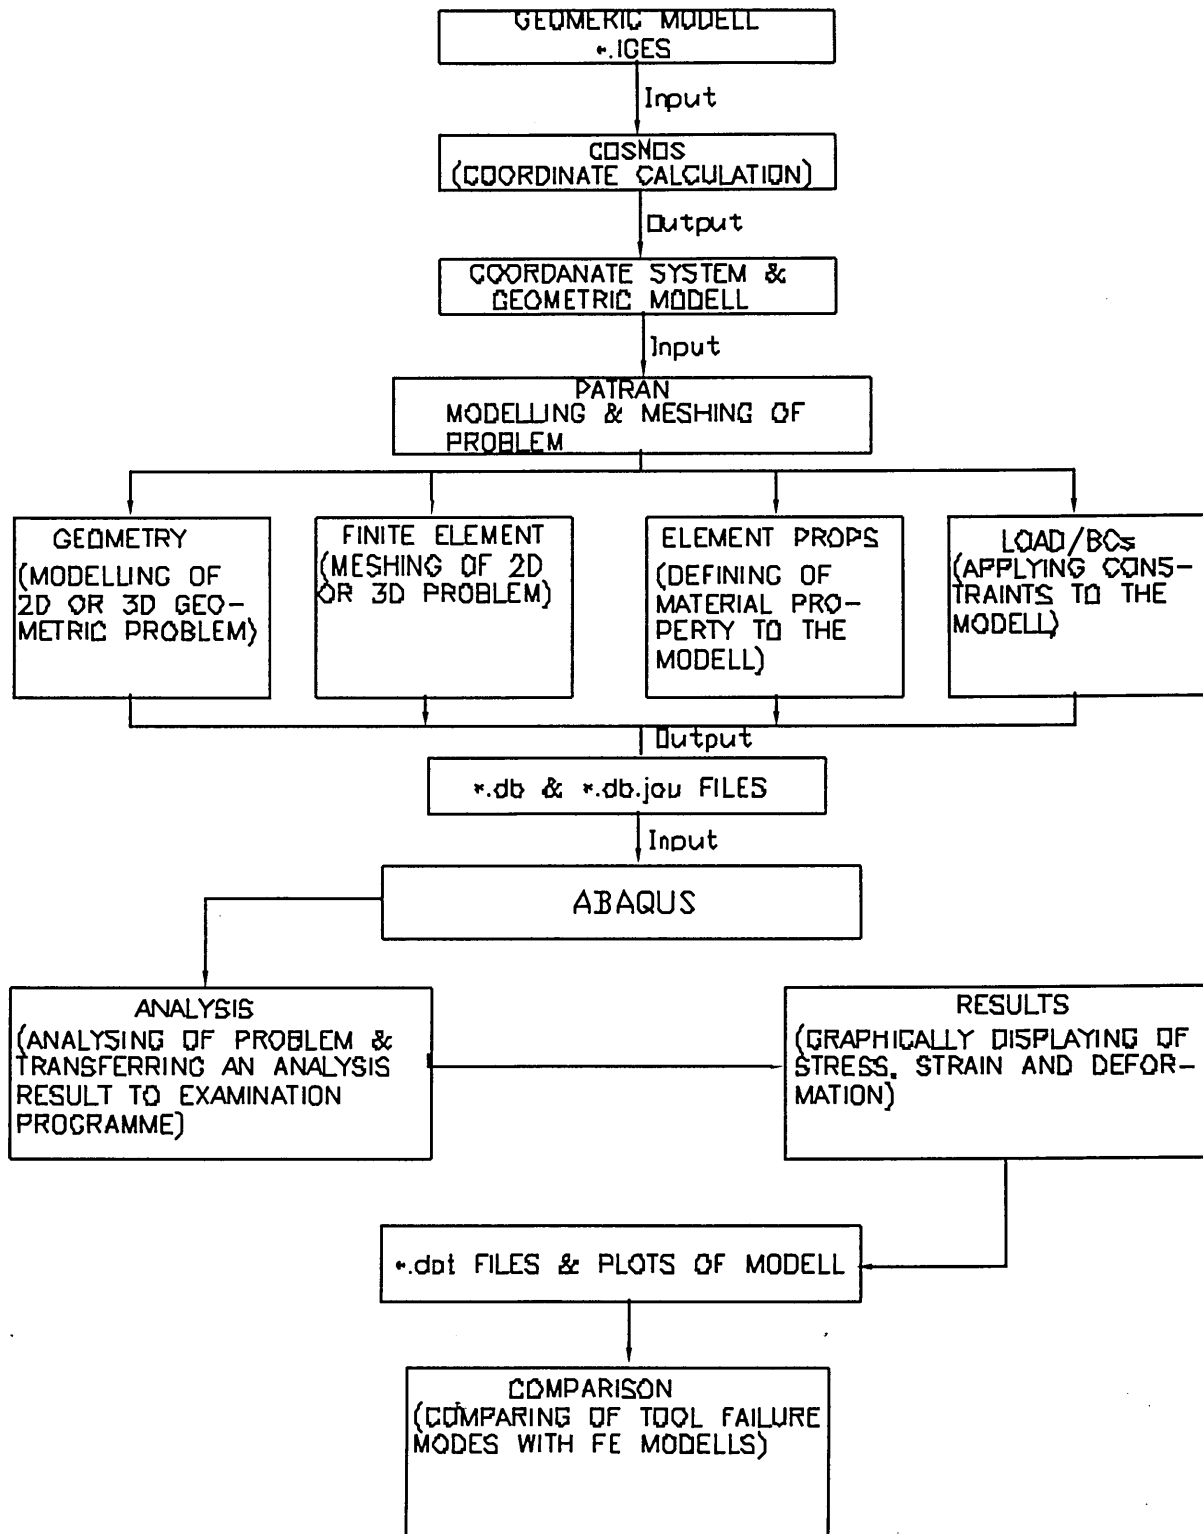 GEOMERIC MODELL
*.IGES
Input
COSMOS
(COORDINATE CALCULATION)
Output
COORDANATE SYSTEM &
GEOMETRIC MODELL
Input
PATRAN
MODELLING & MESHING OF
PROBLEM
GEOMETRY
(MODELLING OF
2D OR 3D GEO-
METRIC PROBLEM)
FINITE ELEMENT
(MESHING OF 2D
OR 3D PROBLEM)
ELEMENT PROPS
(DEFINING OF
MATERIAL PRO-
PERTY TO THE
MODELL)
LOAD/BCs
(APPLYING CONS-
TRAINTS TO THE
MODELL)
Output
*.db & *.db.jou FILES
Input
ABAQUS
ANALYSIS
(ANALYSING OF PROBLEM &
TRANSFERRING AN ANALYSIS
RESULT TO EXAMINATION
PROGRAMME)
RESULTS
(GRAPHICALLY DISPLAYING OF
STRESS, STRAIN AND DEFOR-
MATION)
*.dat FILES & PLOTS OF MODELL
COMPARISON
(COMPARING OF TOOL FAILURE
MODES WITH FE MODELLS)